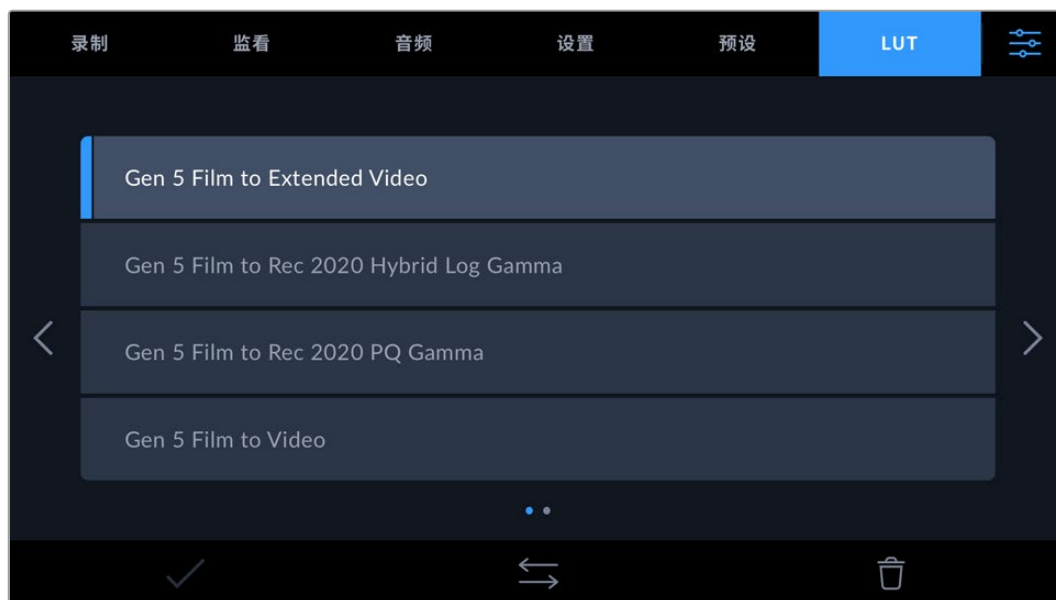 录制 监看 音频 设置 预设 LUT
Gen 5 Film to Extended Video
Gen 5 Film to Rec 2020 Hybrid Log Gamma
Gen 5 Film to Rec 2020 PQ Gamma
Gen 5 Film to Video